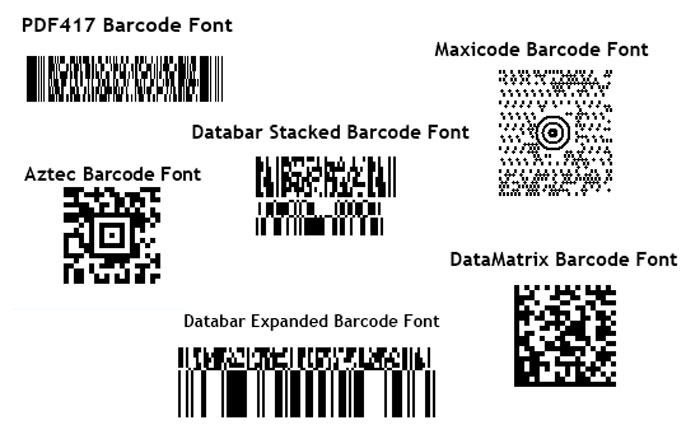 PDF417 Barcode Font
Maxicode Barcode Font
Databar Stacked Barcode Font
Aztec Barcode Font
DataMatrix Barcode Font
Databar Expanded Barcode Font